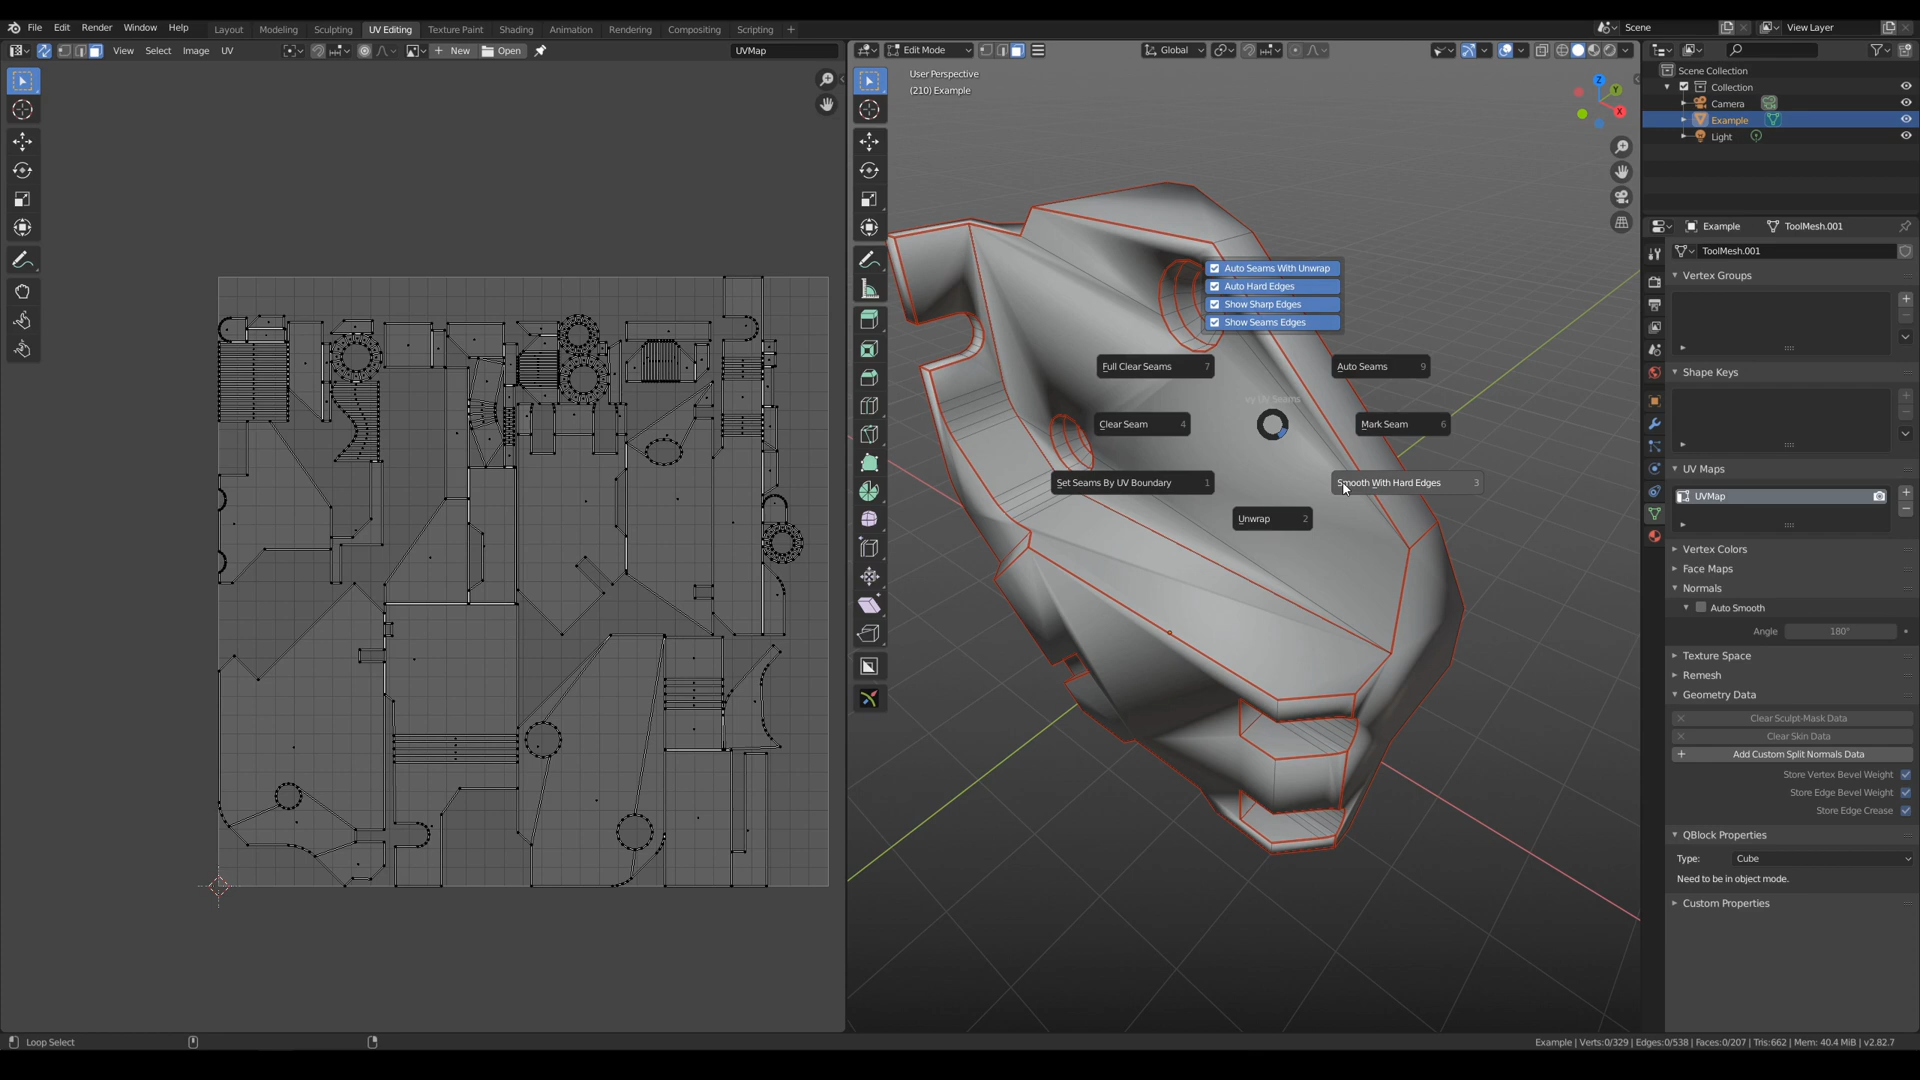 File Edit Render Window Help
Layout Modeling Sculpting UV Editing Texture Paint Shading Animation Rendering Compositing Scripting +
Scene
View Layer
View Select Image UV
New
Open
UVMap
Edit Mode
Global
User Perspective
(210) Example
Z
Y
X
Scene Collection
Collection
Camera
Example
Light
Example
ToolMesh.001
ToolMesh.001
Vertex Groups
Shape Keys
UV Maps
UVMap
Vertex Colors
Face Maps
Normals
Auto Smooth
Angle 180°
Texture Space
Remesh
Geometry Data
Clear Sculpt-Mask Data
Clear Skin Data
Add Custom Split Normals Data
Store Vertex Bevel Weight
Store Edge Bevel Weight
Store Edge Crease
QBlock Properties
Type: Cube
Need to be in object mode.
Custom Properties
Auto Seams With Unwrap
Auto Hard Edges
Show Sharp Edges
Show Seams Edges
Full Clear Seams 7
Auto Seams 9
UV Seams
Clear Seam 4
Mark Seam 6
Set Seams By UV Boundary 1
Smooth With Hard Edges 3
Unwrap 2
Loop Select
Example | Verts:0/329 | Edges:0/538 | Faces:0/207 | Tris:662 | Mem: 40.4 MiB | v2.82.7